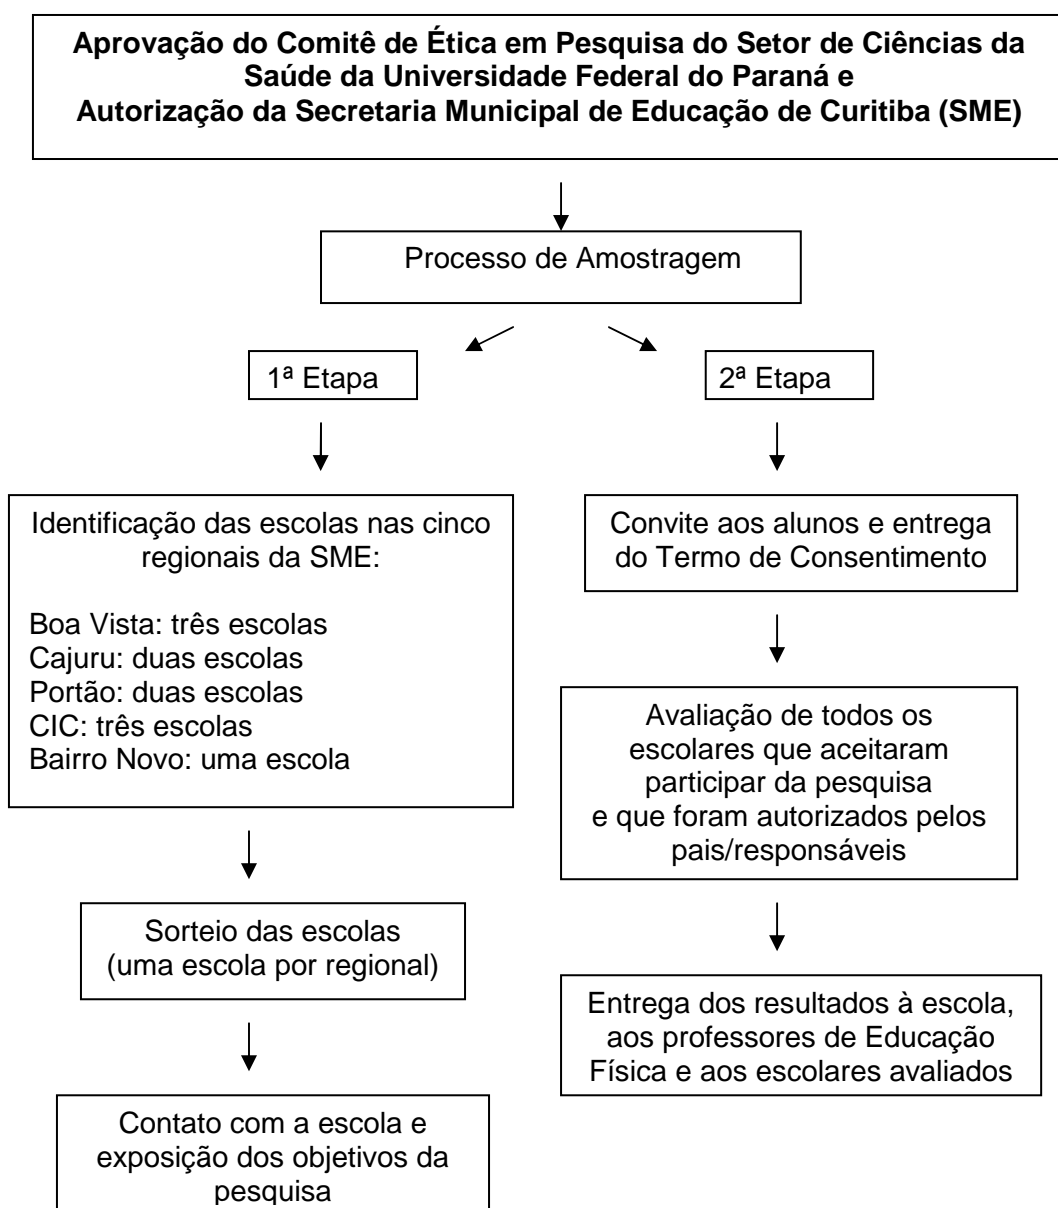 Aprovação do Comitê de Ética em Pesquisa do Setor de Ciências da
Saúde da Universidade Federal do Paraná e
Autorização da Secretaria Municipal de Educação de Curitiba (SME)
Processo de Amostragem
1ª Etapa
2ª Etapa
Identificação das escolas nas cinco
regionais da SME:
Boa Vista: três escolas
Cajuru: duas escolas
Portão: duas escolas
CIC: três escolas
Bairro Novo: uma escola
Sorteio das escolas
(uma escola por regional)
Contato com a escola e
exposição dos objetivos da
pesquisa
Convite aos alunos e entrega
do Termo de Consentimento
Avaliação de todos os
escolares que aceitaram
participar da pesquisa
e que foram autorizados pelos
pais/responsáveis
Entrega dos resultados à escola,
aos professores de Educação
Física e aos escolares avaliados